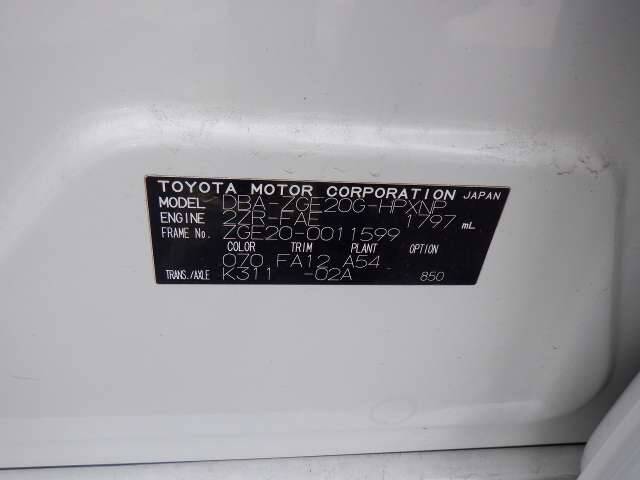 TOYOTA MOTOR CORPORATION JAPAN
MODEL DBA-ZGE20G-HPXNP
ENGINE 2ZR-FAE 1797 mL
FRAME No. ZGE20-0011599
COLOR TRIM PLANT OPTION
070 FA12 A54
TRANS./AXLE K311 -02A 850